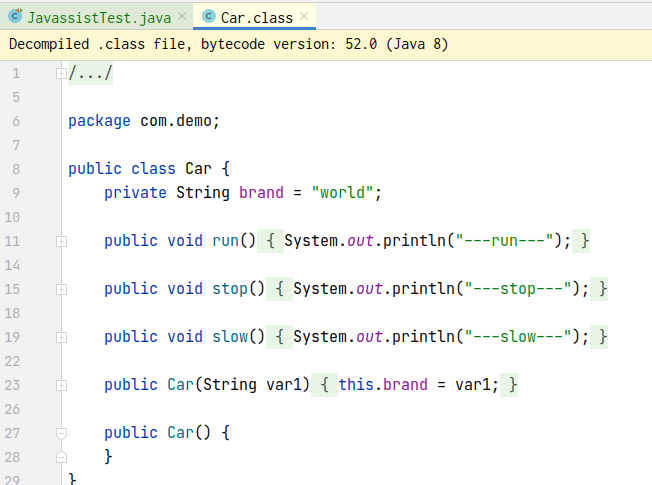 JavassistTest.java Car.class
Decompiled .class file, bytecode version: 52.0 (Java 8)
1 /.../
5
6 package com.demo;
7
8 public class Car {
9 private String brand = "world";
10
11 public void run() { System.out.println("---run---"); }
14
15 public void stop() { System.out.println("---stop---"); }
18
19 public void slow() { System.out.println("---slow---"); }
22
23 public Car(String var1) { this.brand = var1; }
26
27 public Car() {
28 }
29 }